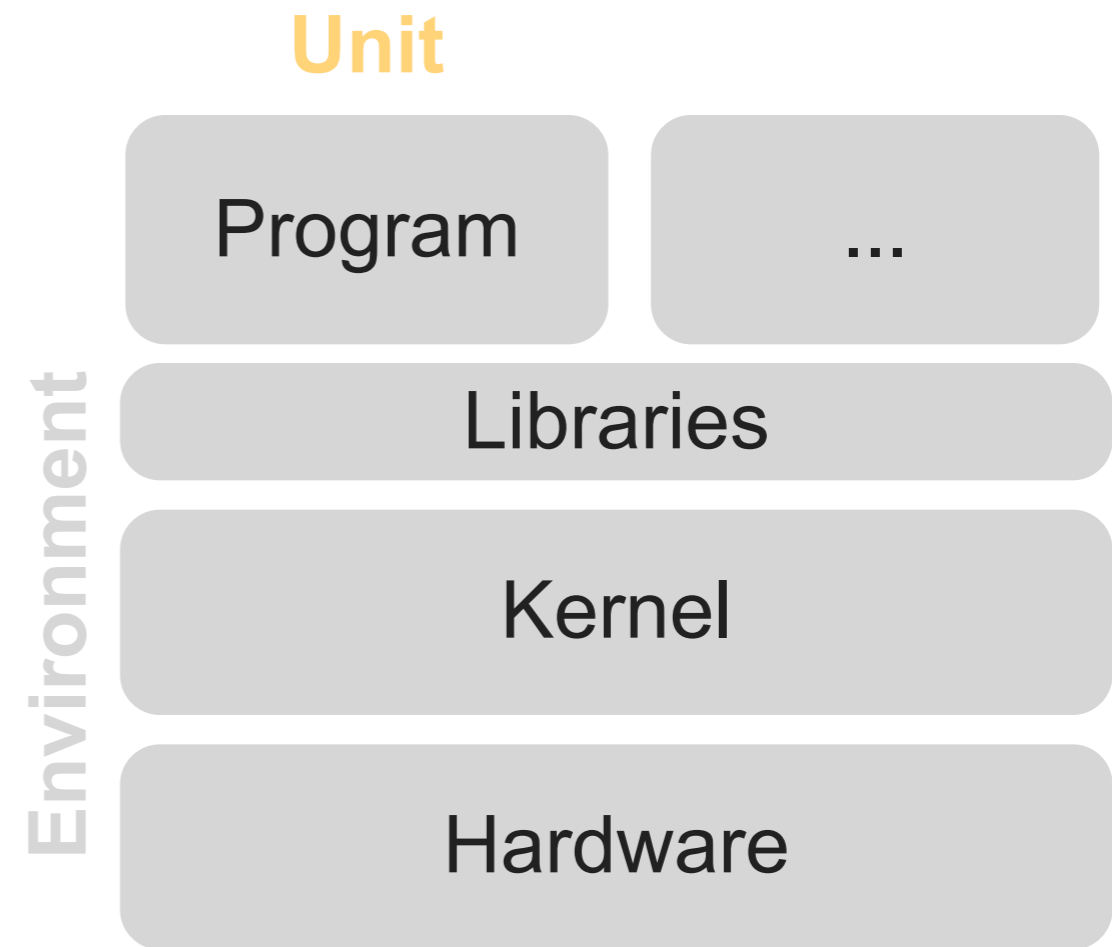 Unit
Program
...
Environment
Libraries
Kernel
Hardware